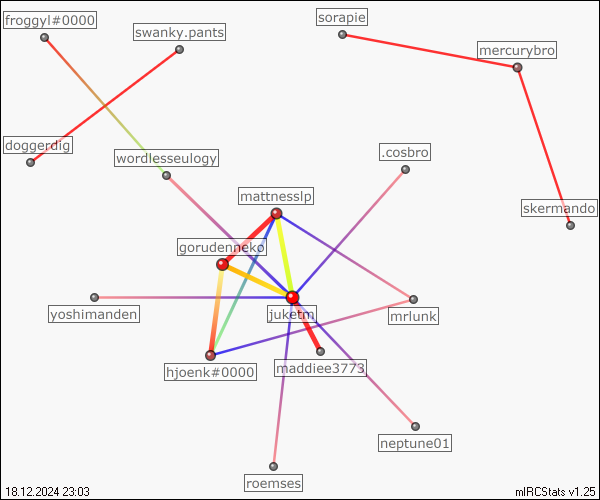 froggyl#0000
sorapie
swanky.pants
mercurybro
doggerdig
wordlesseulogy
.cosbro
mattnesslp
skermando
gorudenneko
yoshimanden
juketm
mrlunk
hjoenk#0000
maddiee3773
neptune01
roemses
18.12.2024 23:03
mIRCStats v1.25